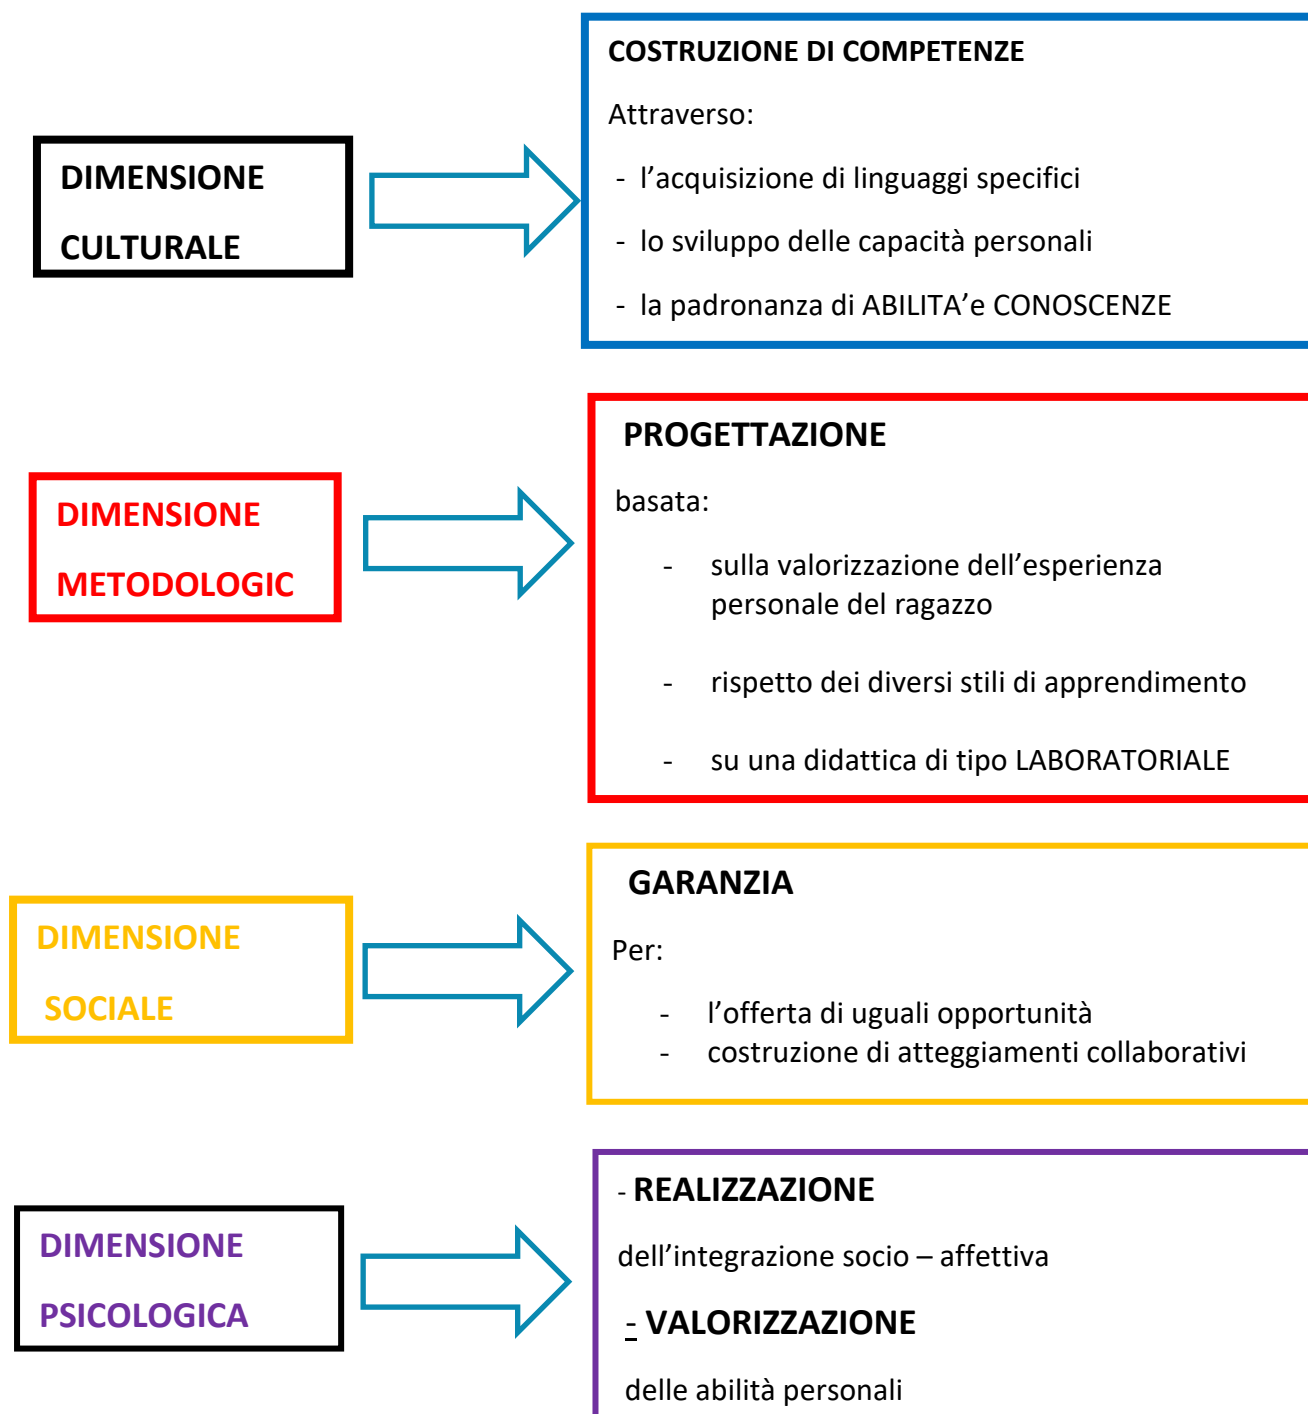 DIMENSIONE
CULTURALE
COSTRUZIONE DI COMPETENZE
Attraverso:
- l’acquisizione di linguaggi specifici
- lo sviluppo delle capacità personali
- la padronanza di ABILITA’e CONOSCENZE
DIMENSIONE
METODOLOGIC
PROGETTAZIONE
basata:
- sulla valorizzazione dell’esperienza
personale del ragazzo
- rispetto dei diversi stili di apprendimento
- su una didattica di tipo LABORATORIALE
DIMENSIONE
SOCIALE
GARANZIA
Per:
- l’offerta di uguali opportunità
- costruzione di atteggiamenti collaborativi
DIMENSIONE
PSICOLOGICA
- REALIZZAZIONE
dell’integrazione socio – affettiva
- VALORIZZAZIONE
delle abilità personali